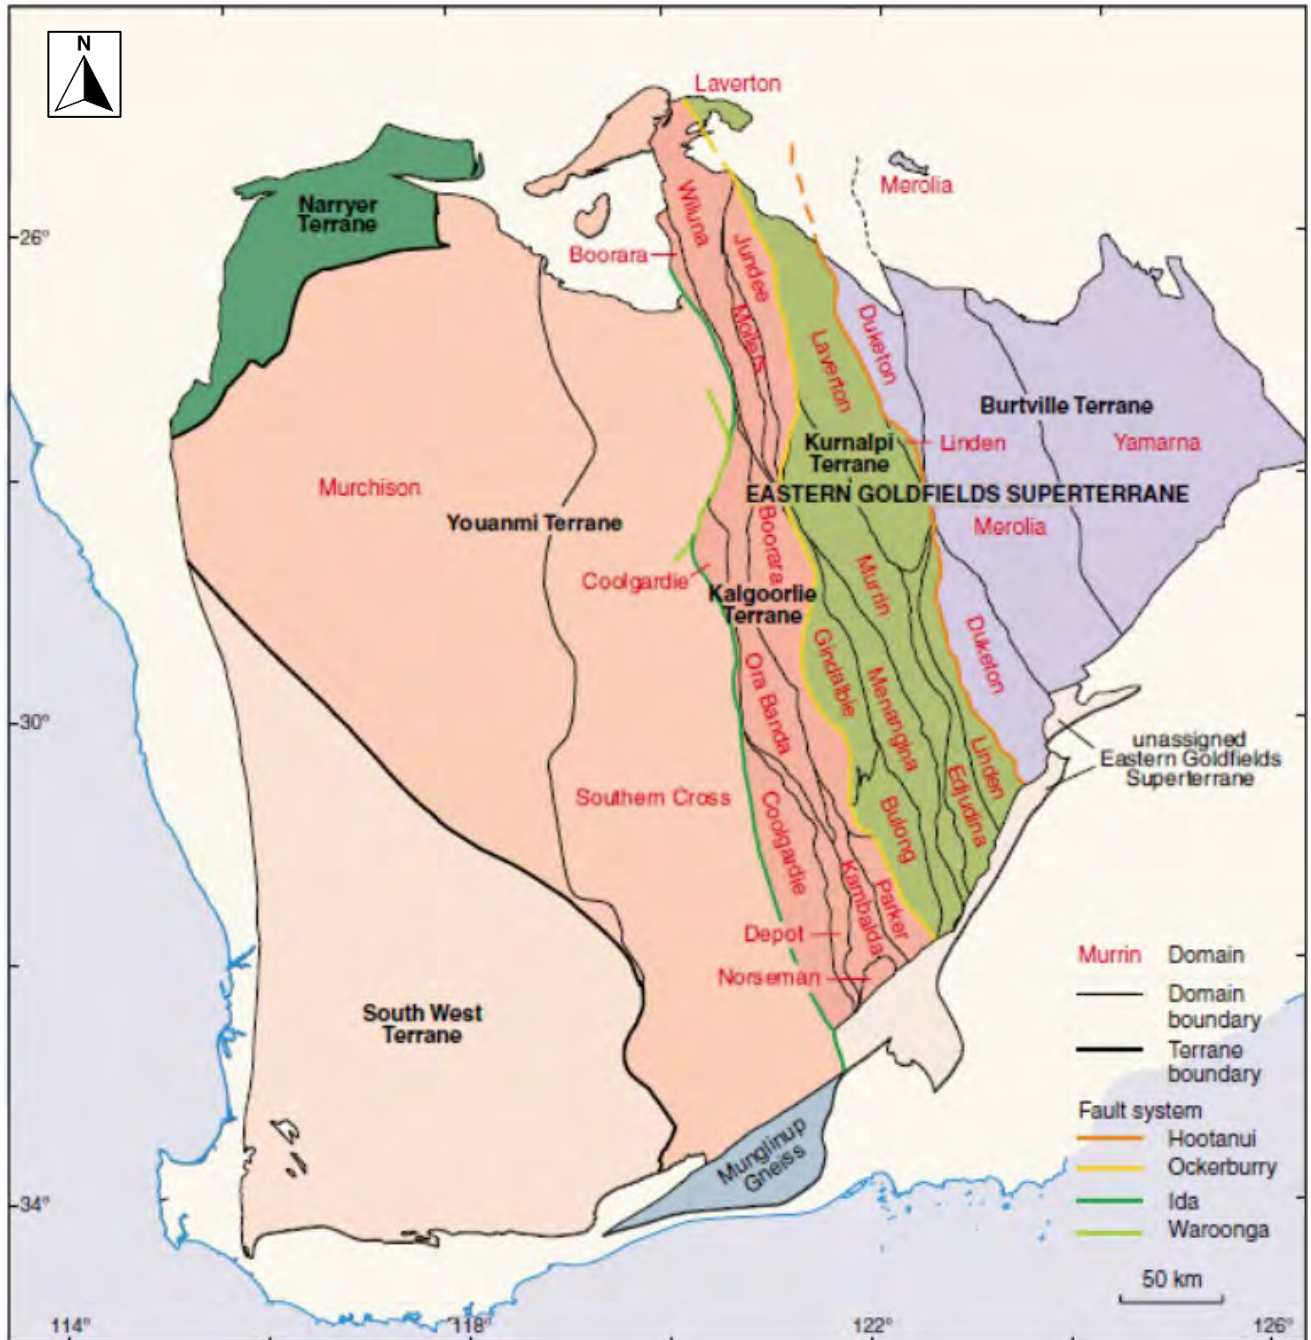 N
Laverton
Merolia
Narryer
Terrane
26°
Wiluna
Boorara
Jundee
Mollers
Duketon
Laverton
Burtville Terrane
Kurnalpi
Terrane
Linden
Yamarna
Murchison
EASTERN GOLDFIELDS SUPERTERRANE
Youanmi Terrane
Merolia
Boorara
Coolgardie
Murrin
Kalgoorlie
Terrane
Duketon
Gindalbie
Ora Banda
Menangina
30°
unassigned
Eastern Goldfields
Superterrane
Linden
Edjudina
Southern Cross
Coolgardie
Bulong
Kambalda
Parker
Depot
Norseman
South West
Terrane
Munglinup
Gneiss
Murrin Domain
Domain
boundary
Terrane
boundary
Fault system
Hootanui
Ockerburry
Ida
Waroonga
34°
50 km
114°
118°
122°
126°